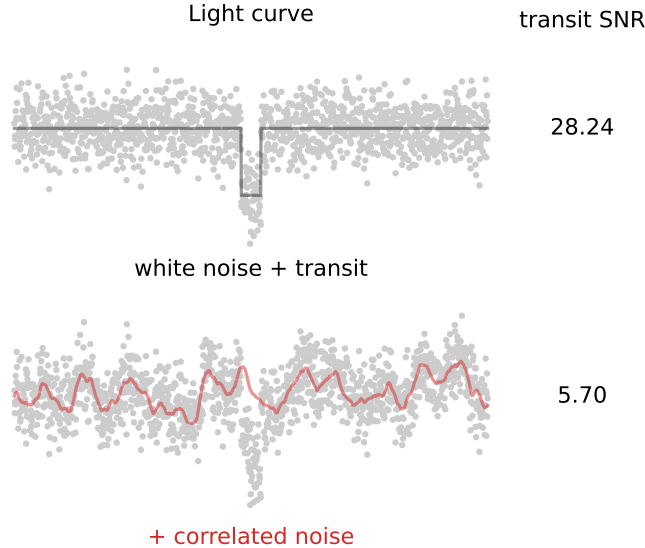 Light curve
transit SNR
28.24
white noise + transit
5.70
+ correlated noise